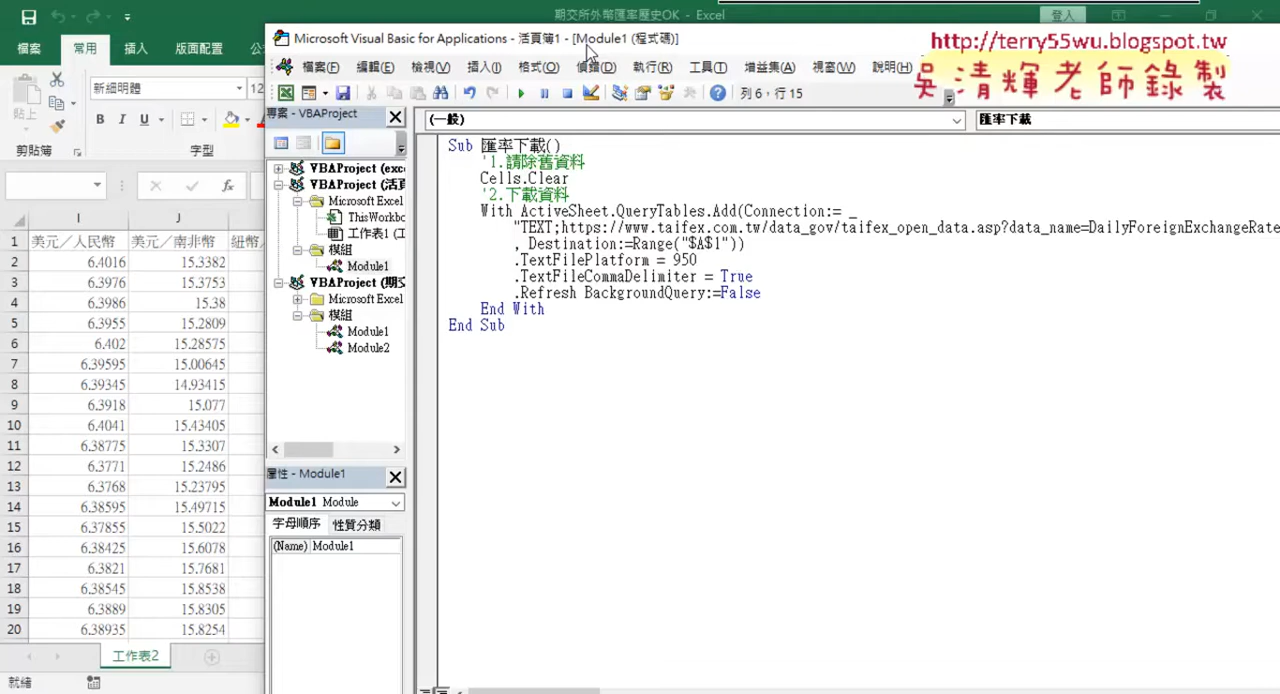 期交所外幣匯率歷史OK - Excel
登入
檔案
常用
插入
版面配置
新細明體
12
貼上
B I U
剪貼簿
字型
fx
I J
美元／人民幣 美元／南非幣 紐幣／
1
2 6.4016 15.3382
3 6.3976 15.3753
4 6.3986 15.38
5 6.3955 15.2809
6 6.402 15.28575
7 6.39595 15.00645
8 6.39345 14.93415
9 6.3918 15.077
10 6.4041 15.43405
11 6.38775 15.3307
12 6.3771 15.2486
13 6.3768 15.23795
14 6.38595 15.49715
15 6.37855 15.5022
16 6.38425 15.6078
17 6.3821 15.7681
18 6.38545 15.8538
19 6.3889 15.8305
20 6.38935 15.8254
工作表2
就緒
Microsoft Visual Basic for Applications - 活頁簿1 - [Module1 (程式碼)]
檔案(F) 編輯(E) 檢視(V) 插入(I) 格式(O) 偵錯(D) 執行(R) 工具(T) 增益集(A) 視窗(W) 說明(H)
列 6，行 15
http://terry55wu.blogspot.tw
吳清輝老師錄製
專案 - VBAProject
VBAProject (exc
VBAProject (活頁
Microsoft Excel
ThisWorkbo
工作表1 (工
模組
Module1
VBAProject (期交
Microsoft Excel
模組
Module1
Module2
屬性 - Module1
Module1 Module
字母順序 性質分類
(Name) Module1
(一般)
匯率下載
Sub 匯率下載()
'1.請除舊資料
Cells.Clear
'2.下載資料
With ActiveSheet.QueryTables.Add(Connection:= _
"TEXT;https://www.taifex.com.tw/data_gov/taifex_open_data.asp?data_name=DailyForeignExchangeRate
, Destination:=Range("$A$1"))
.TextFilePlatform = 950
.TextFileCommaDelimiter = True
.Refresh BackgroundQuery:=False
End With
End Sub